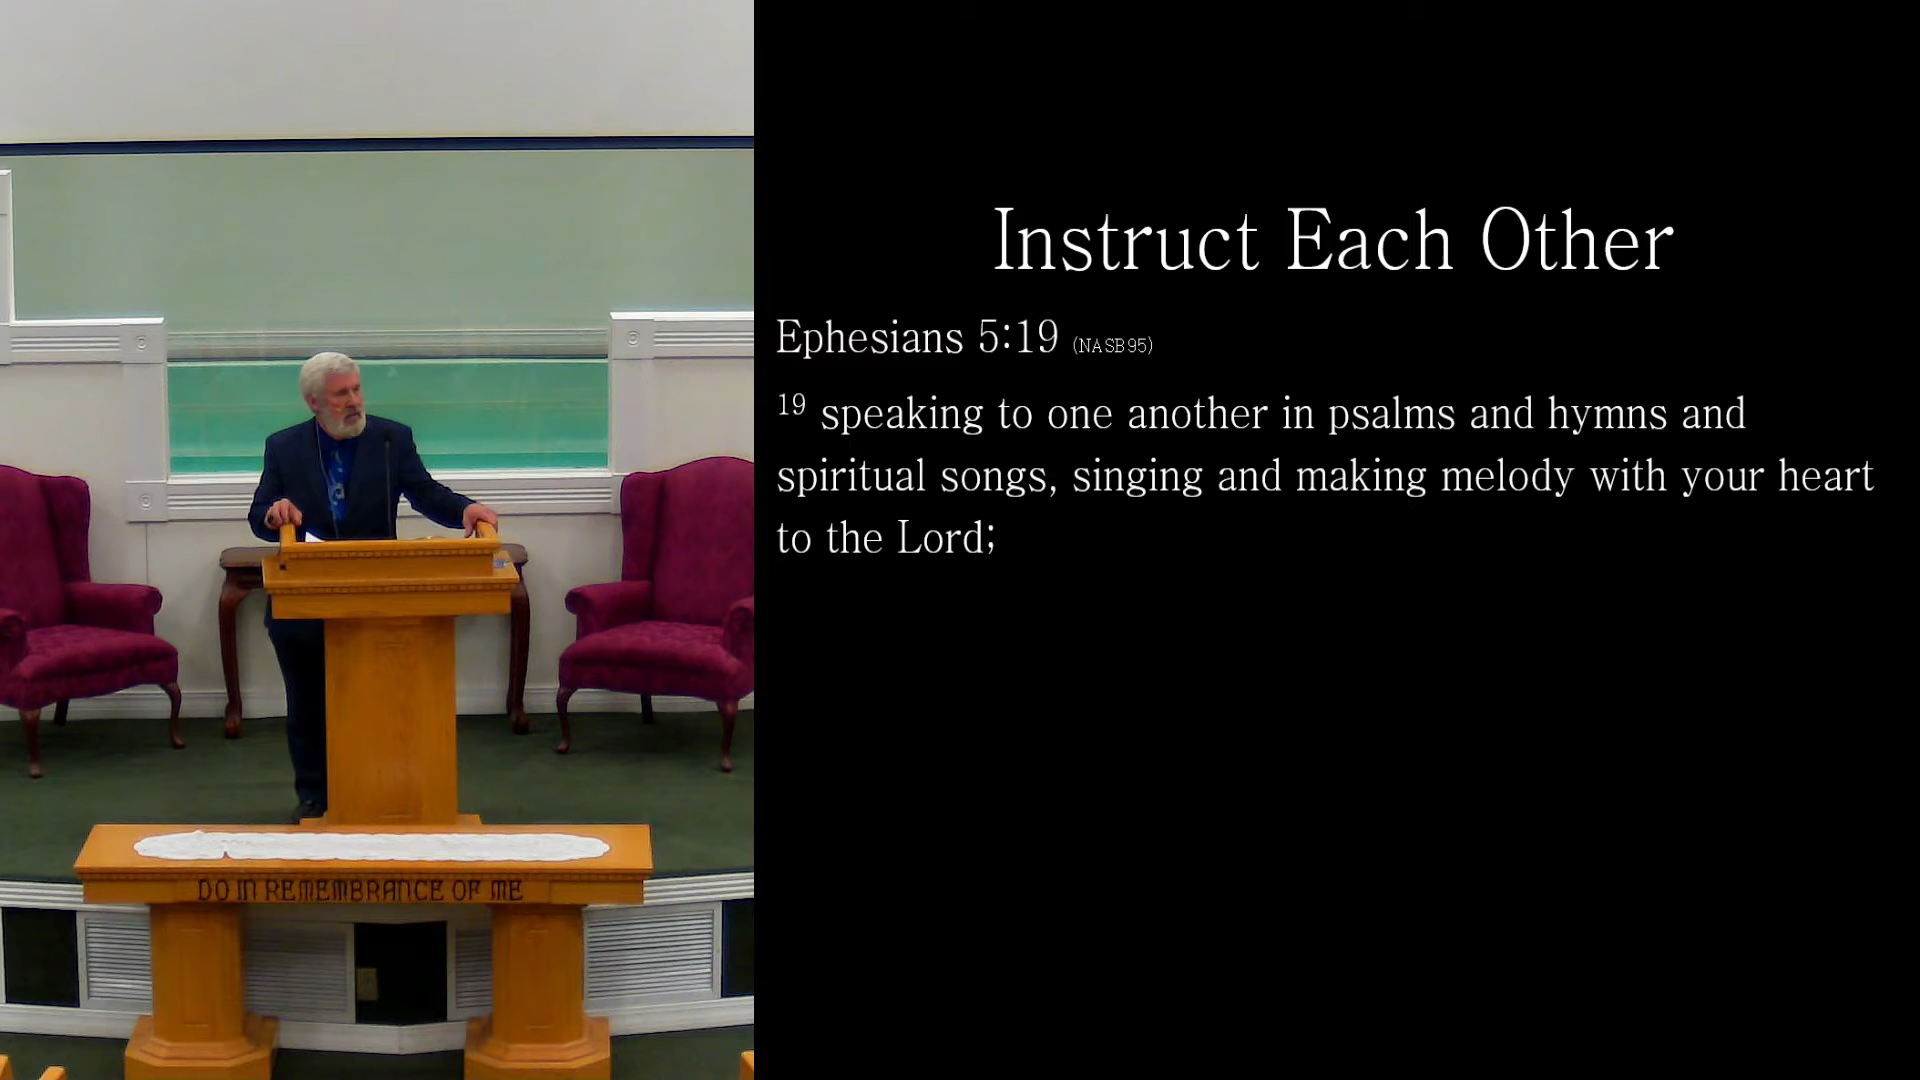 Instruct Each Other
Ephesians 5:19 (NASB95)
19 speaking to one another in psalms and hymns and
spiritual songs, singing and making melody with your heart
to the Lord;
DO IN REMEMBRANCE OF ME